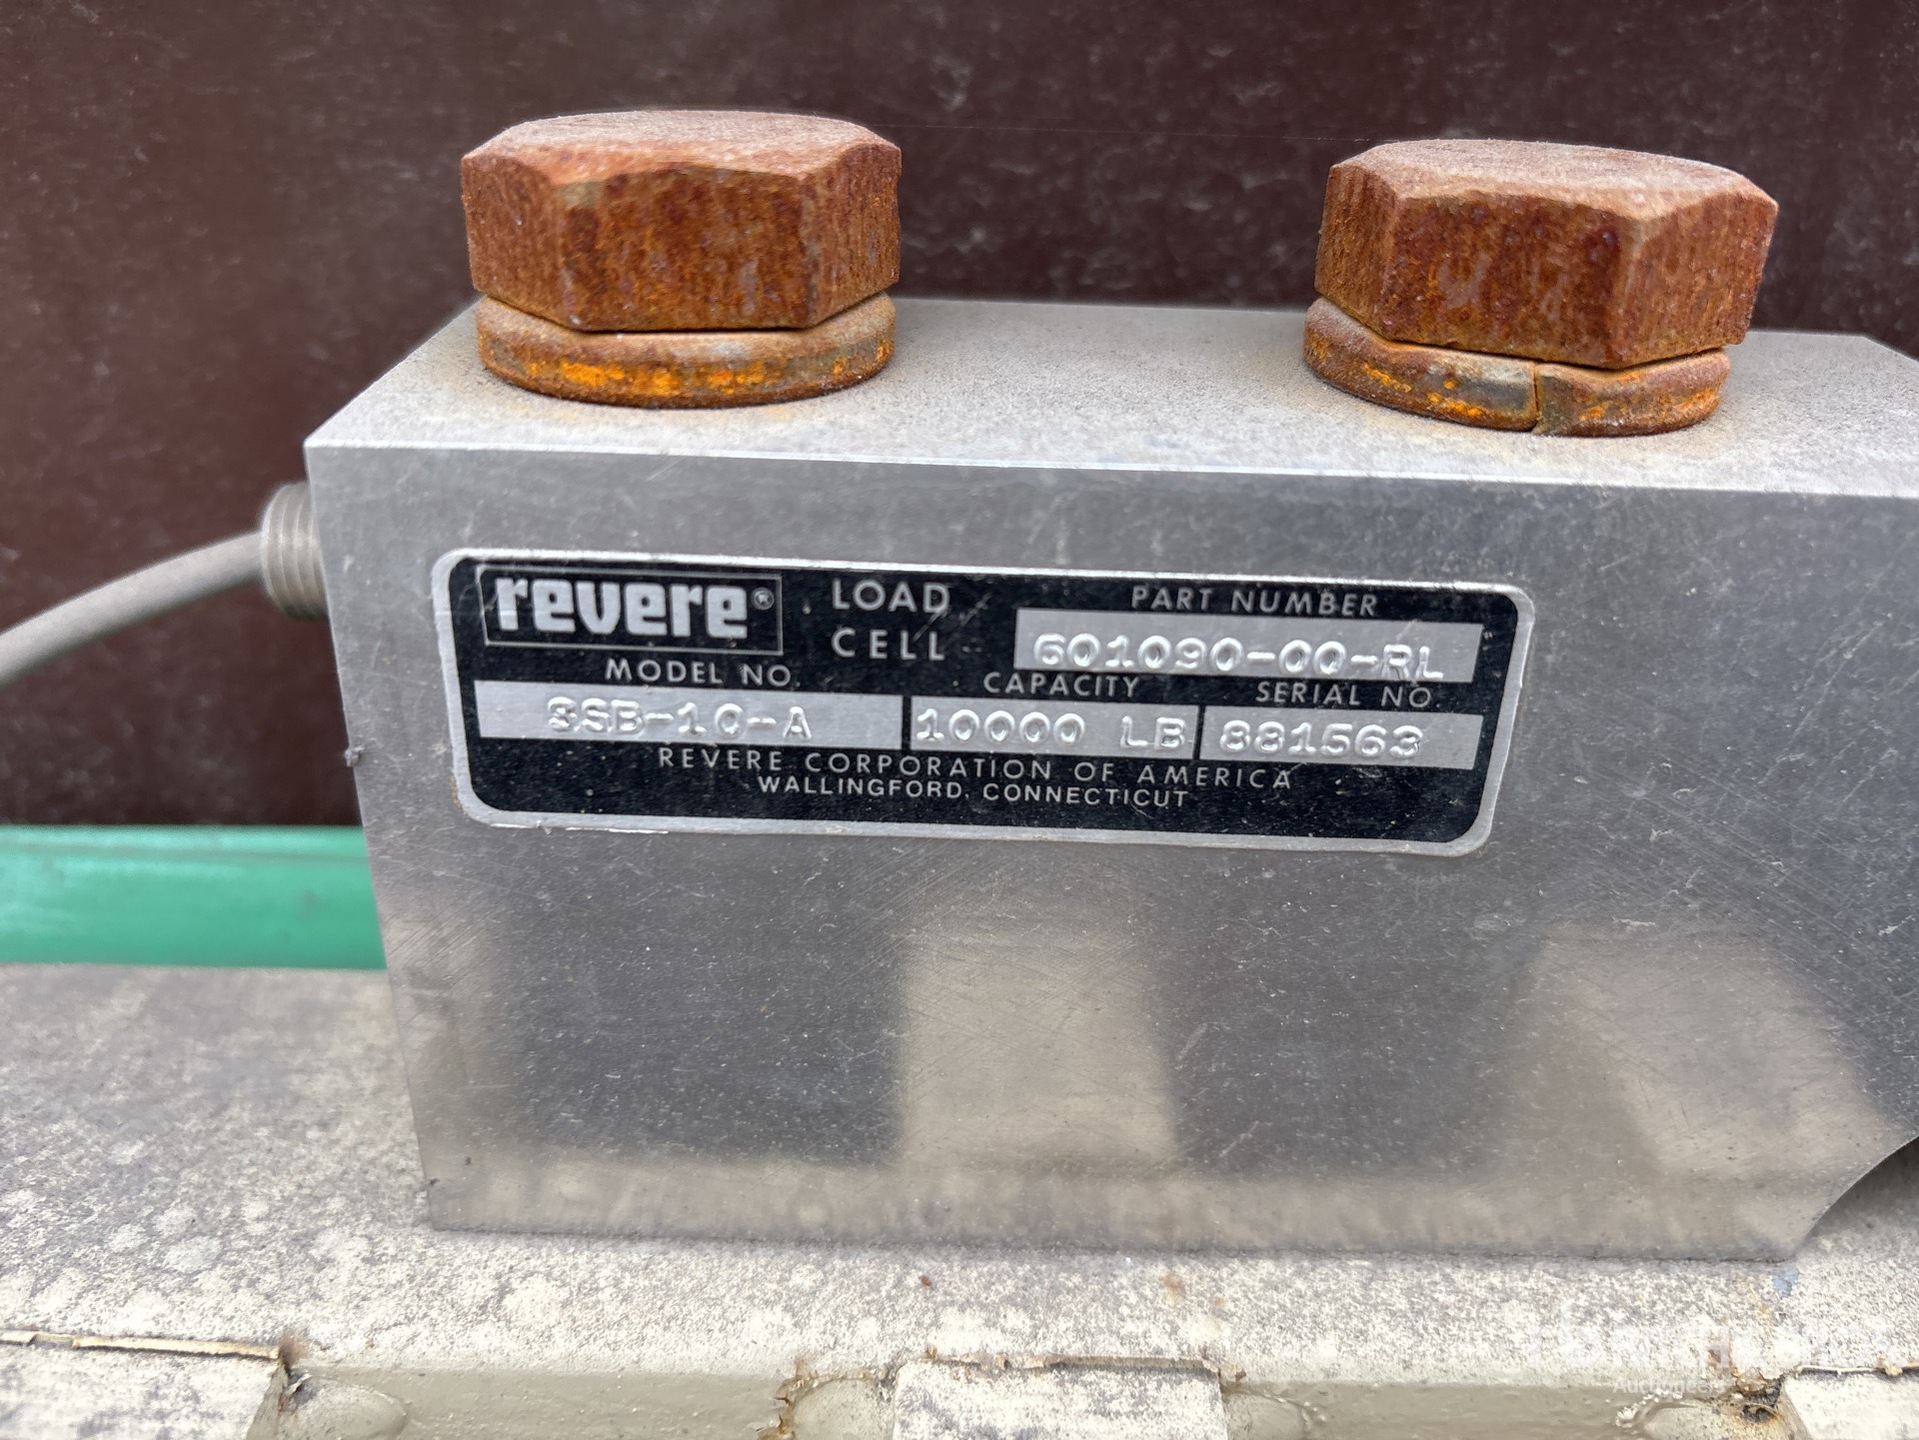 revere®
LOAD
CELL
PART NUMBER
601090-00-RL
MODEL NO.
CAPACITY
SERIAL NO.
SSB-10-A
10000 LB
881563
REVERE CORPORATION OF AMERICA
WALLINGFORD, CONNECTICUT